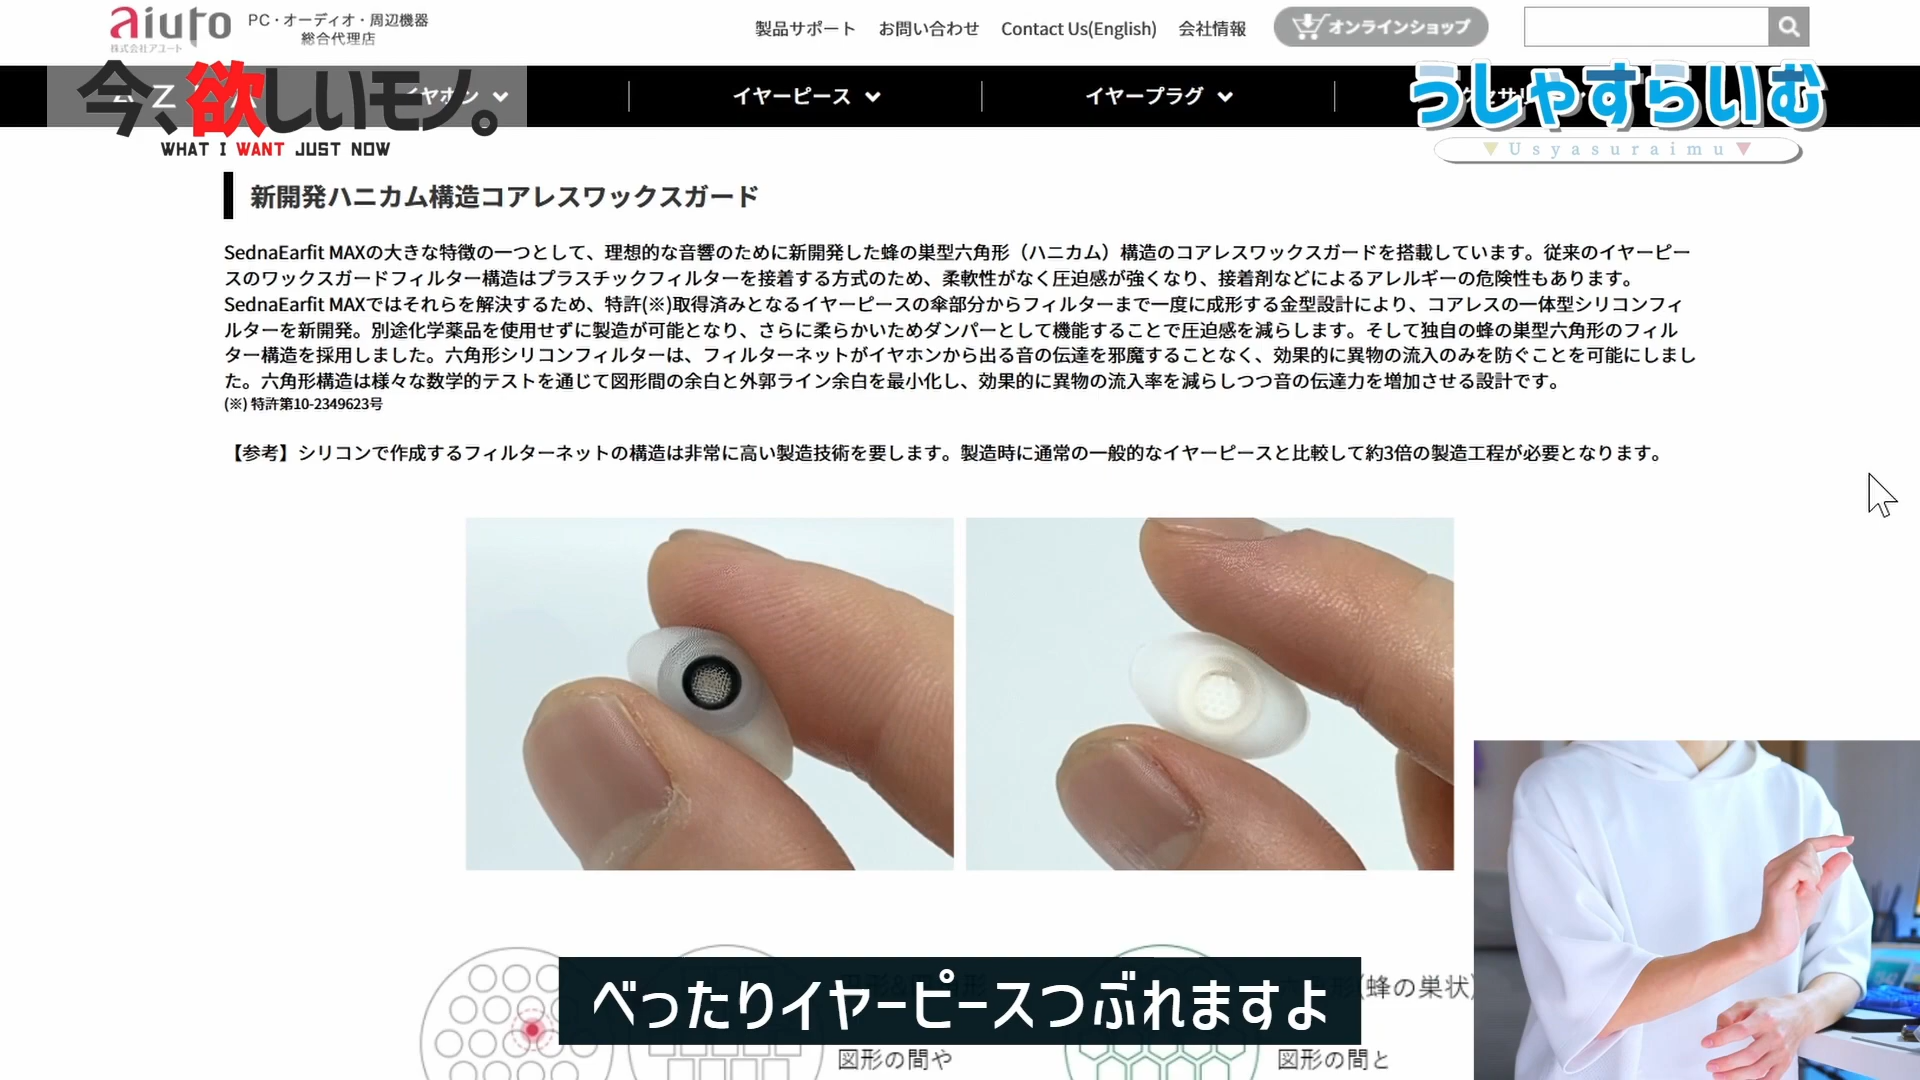 aiuto
株式会社アユート
PC・オーディオ・周辺機器
総合代理店
製品サポート
お問い合わせ
Contact Us(English)
会社情報
オンラインショップ
今、欲しいモノ。
WHAT I WANT JUST NOW
イヤホン
イヤーピース
イヤープラグ
うしゃすらいむ
Usyasuraimu
新開発ハニカム構造コアレスワックスガード
SednaEarfit MAXの大きな特徴の一つとして、理想的な音響のために新開発した蜂の巣型六角形（ハニカム）構造のコアレスワックスガードを搭載しています。従来のイヤーピー
スのワックスガードフィルター構造はプラスチックフィルターを接着する方式のため、柔軟性がなく圧迫感が強くなり、接着剤などによるアレルギーの危険性もあります。
SednaEarfit MAXではそれらを解決するため、特許(※)取得済みとなるイヤーピースの傘部分からフィルターまで一度に成形する金型設計により、コアレスの一体型シリコンフィ
ルターを新開発。別途化学薬品を使用せずに製造が可能となり、さらに柔らかいためダンパーとして機能することで圧迫感を減らします。そして独自の蜂の巣型六角形のフィル
ター構造を採用しました。六角形シリコンフィルターは、フィルターネットがイヤホンから出る音の伝達を邪魔することなく、効果的に異物の流入のみを防ぐことを可能にしまし
た。六角形構造は様々な数学的テストを通じて図形間の余白と外郭ライン余白を最小化し、効果的に異物の流入率を減らしつつ音の伝達力を増加させる設計です。
(※) 特許第10-2349623号
【参考】シリコンで作成するフィルターネットの構造は非常に高い製造技術を要します。製造時に通常の一般的なイヤーピースと比較して約3倍の製造工程が必要となります。
(蜂の巣状)
べったりイヤーピースつぶれますよ
図形の間や
図形の間と